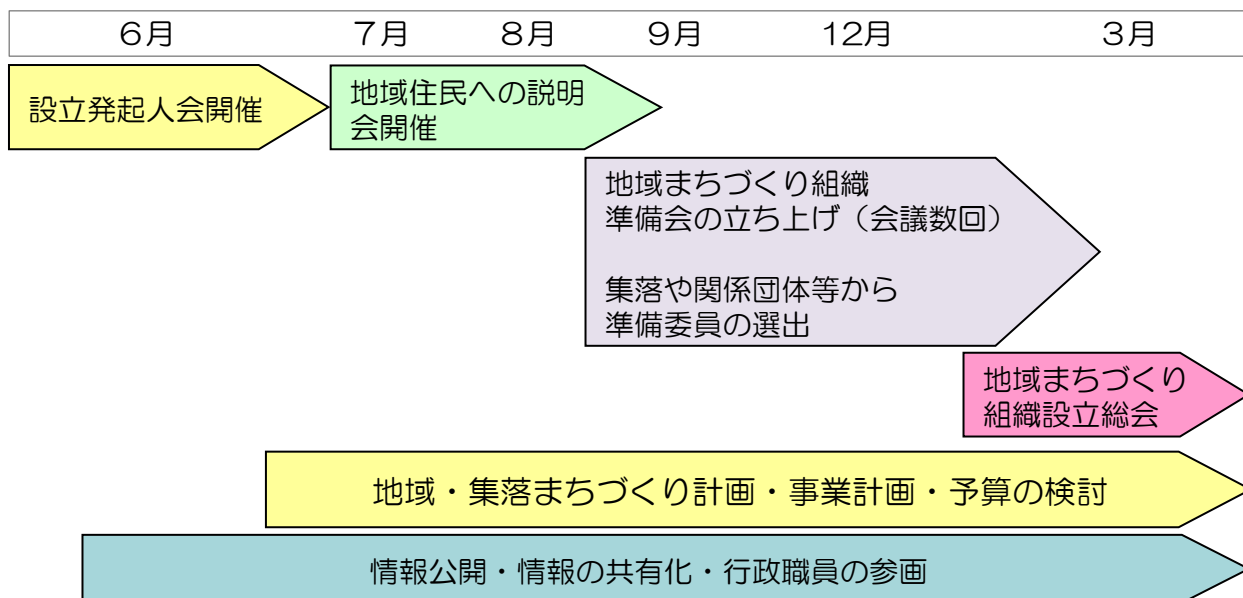 6月 7月 8月 9月 12月 3月
設立発起人会開催
地域住民への説明
会開催
地域まちづくり組織
準備会の立ち上げ（会議数回）
集落や関係団体等から
準備委員の選出
地域まちづくり
組織設立総会
地域・集落まちづくり計画・事業計画・予算の検討
情報公開・情報の共有化・行政職員の参画